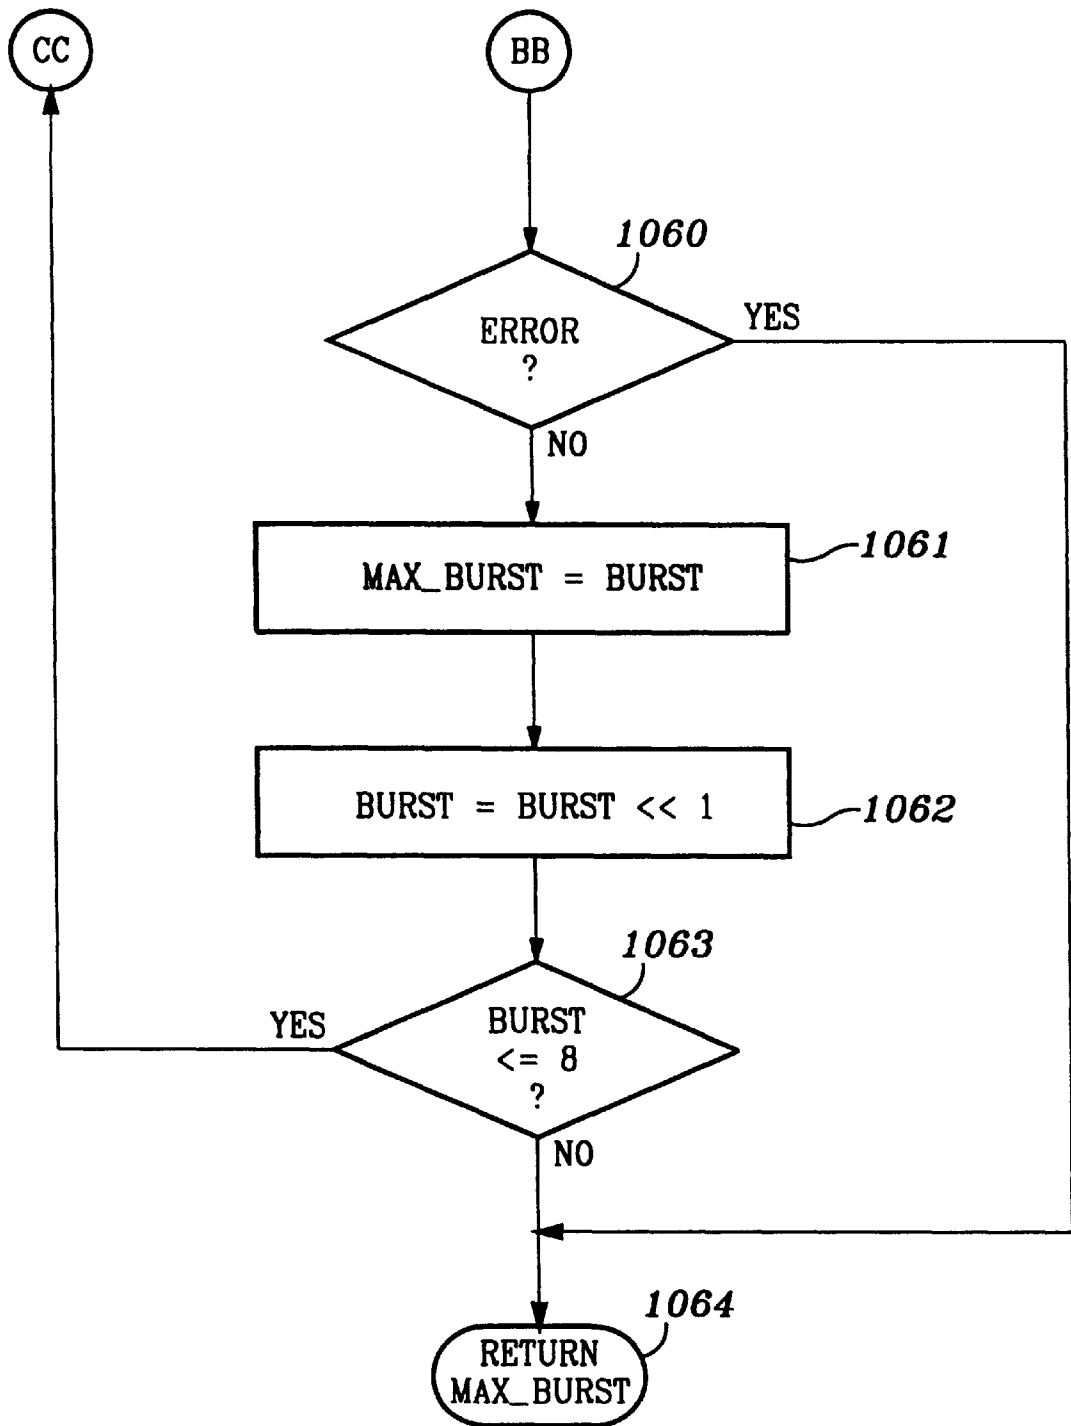 CC
BB
1060
ERROR
?
YES
NO
MAX_BURST = BURST
1061
BURST = BURST << 1
1062
1063
YES
BURST
<= 8
?
NO
1064
RETURN
MAX_BURST